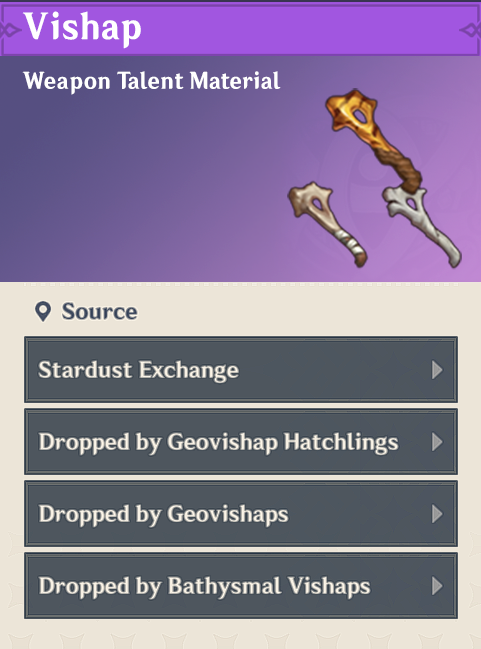 Vishap
Weapon Talent Material
Source
Stardust Exchange
Dropped by Geovishap Hatchlings
Dropped by Geovishaps
Dropped by Bathysmal Vishaps